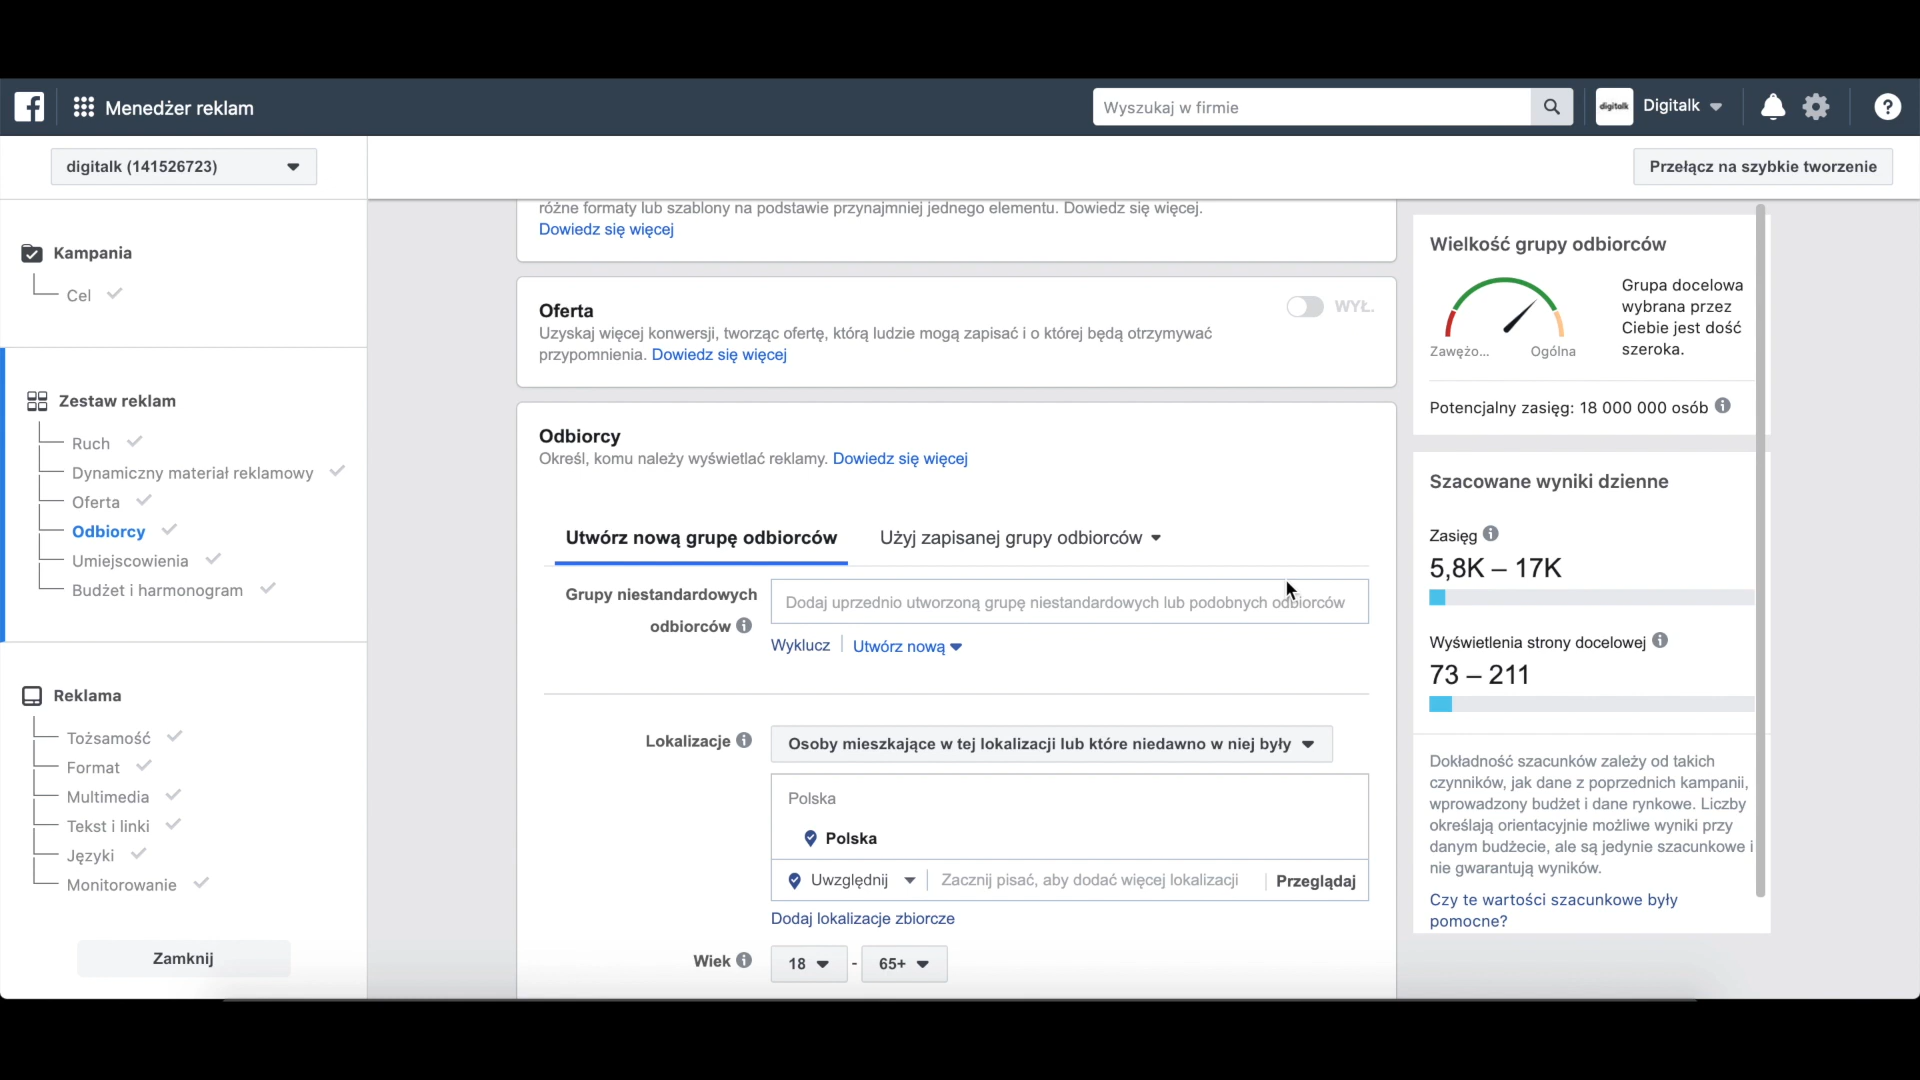 Menedżer reklam
Wyszukaj w firmie
digitalk
Digitalk
digitalk (141526723)
Przełącz na szybkie tworzenie
Kampania
Cel
Zestaw reklam
Ruch
Dynamiczny materiał reklamowy
Oferta
Odbiorcy
Umiejscowienia
Budżet i harmonogram
Reklama
Tożsamość
Format
Multimedia
Tekst i linki
Języki
Monitorowanie
Zamknij
różne formaty lub szablony na podstawie przynajmniej jednego elementu. Dowiedz się więcej.
Dowiedz się więcej
Oferta
WYŁ.
Uzyskaj więcej konwersji, tworząc ofertę, którą ludzie mogą zapisać i o której będą otrzymywać
przypomnienia. Dowiedz się więcej
Odbiorcy
Określ, komu należy wyświetlać reklamy. Dowiedz się więcej
Utwórz nową grupę odbiorców
Użyj zapisanej grupy odbiorców
Grupy niestandardowych
odbiorców
Dodaj uprzednio utworzoną grupę niestandardowych lub podobnych odbiorców
Wyklucz
Utwórz nową
Lokalizacje
Osoby mieszkające w tej lokalizacji lub które niedawno w niej były
Polska
Polska
Uwzględnij
Zacznij pisać, aby dodać więcej lokalizacji
Przeglądaj
Dodaj lokalizacje zbiorcze
Wiek
18 - 65+
Wielkość grupy odbiorców
Zawężo...
Ogólna
Grupa docelowa
wybrana przez
Ciebie jest dość
szeroka.
Potencjalny zasięg: 18 000 000 osób
Szacowane wyniki dzienne
Zasięg
5,8K – 17K
Wyświetlenia strony docelowej
73 – 211
Dokładność szacunków zależy od takich
czynników, jak dane z poprzednich kampanii,
wprowadzony budżet i dane rynkowe. Liczby
określają orientacyjnie możliwe wyniki przy
danym budżecie, ale są jedynie szacunkowe i
nie gwarantują wyników.
Czy te wartości szacunkowe były
pomocne?